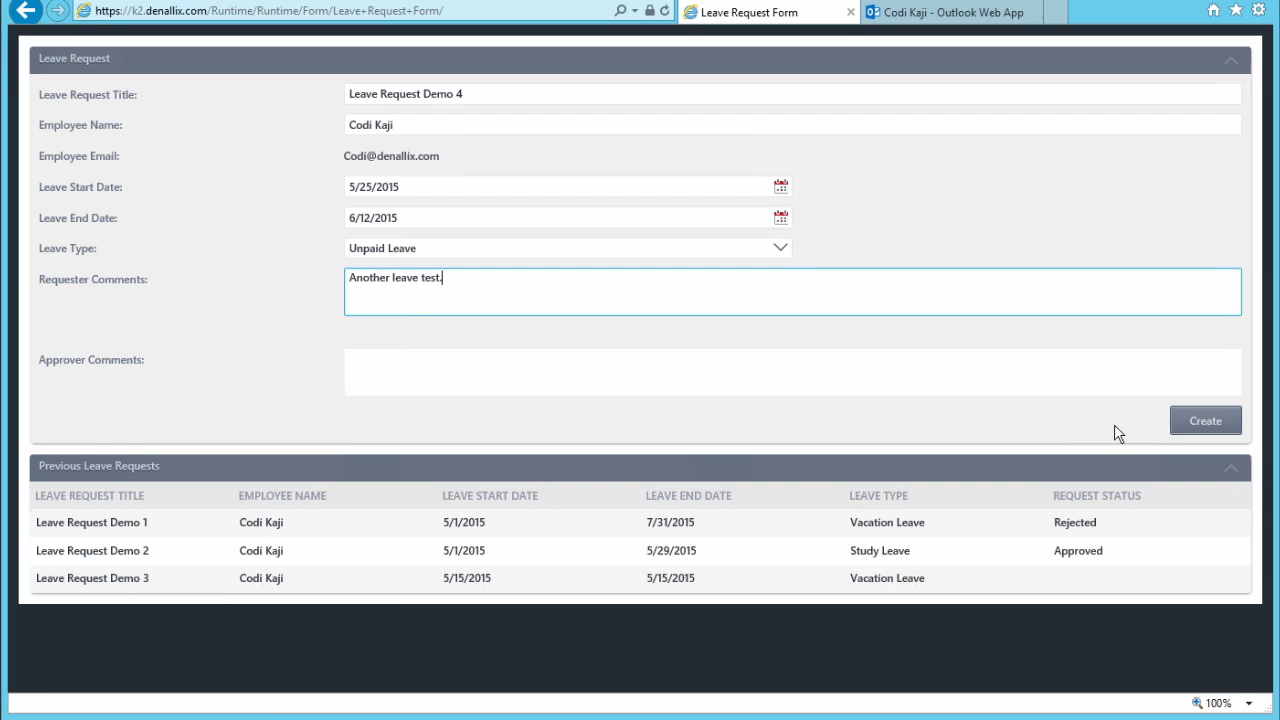 https://k2.denallix.com/Runtime/Runtime/Form/Leave+Request+Form/
Leave Request Form
Codi Kaji - Outlook Web App
Leave Request
Leave Request Title: Leave Request Demo 4
Employee Name: Codi Kaji
Employee Email: Codi@denallix.com
Leave Start Date: 5/25/2015
Leave End Date: 6/12/2015
Leave Type: Unpaid Leave
Requester Comments: Another leave test.
Approver Comments:
Create
Previous Leave Requests
LEAVE REQUEST TITLE EMPLOYEE NAME LEAVE START DATE LEAVE END DATE LEAVE TYPE REQUEST STATUS
Leave Request Demo 1 Codi Kaji 5/1/2015 7/31/2015 Vacation Leave Rejected
Leave Request Demo 2 Codi Kaji 5/1/2015 5/29/2015 Study Leave Approved
Leave Request Demo 3 Codi Kaji 5/15/2015 5/15/2015 Vacation Leave
100%